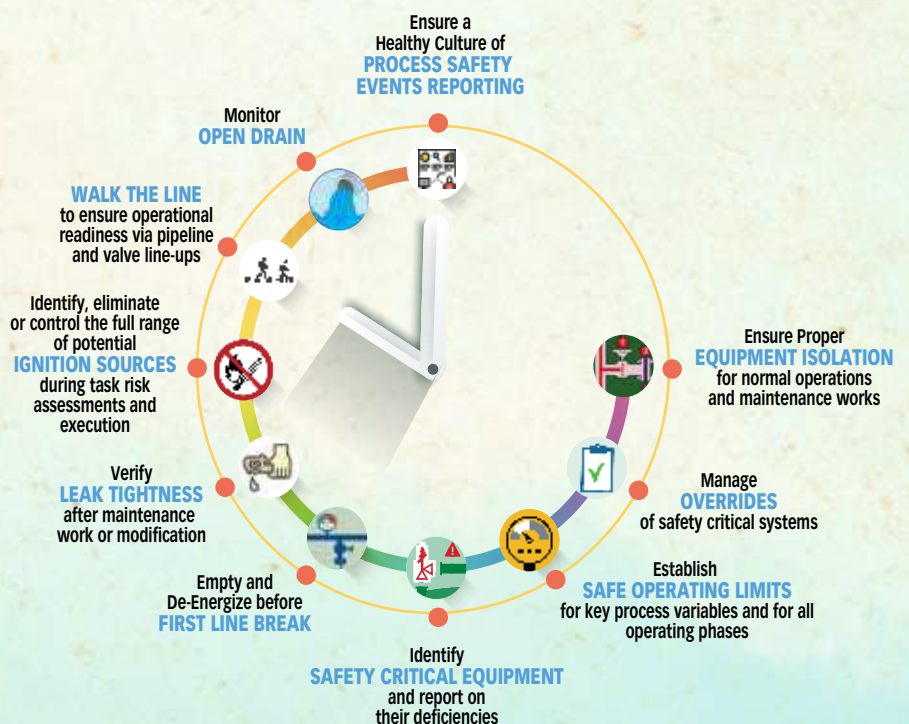 Ensure a
Healthy Culture of
PROCESS SAFETY
EVENTS REPORTING
Monitor
OPEN DRAIN
WALK THE LINE
to ensure operational
readiness via pipeline
and valve line-ups
Identify, eliminate
or control the full range
of potential
IGNITION SOURCES
during task risk
assessments and
execution
Verify
LEAK TIGHTNESS
after maintenance
work or modification
Empty and
De-Energize before
FIRST LINE BREAK
Identify
SAFETY CRITICAL EQUIPMENT
and report on
their deficiencies
Establish
SAFE OPERATING LIMITS
for key process variables and for all
operating phases
Manage
OVERRIDES
of safety critical systems
Ensure Proper
EQUIPMENT ISOLATION
for normal operations
and maintenance works